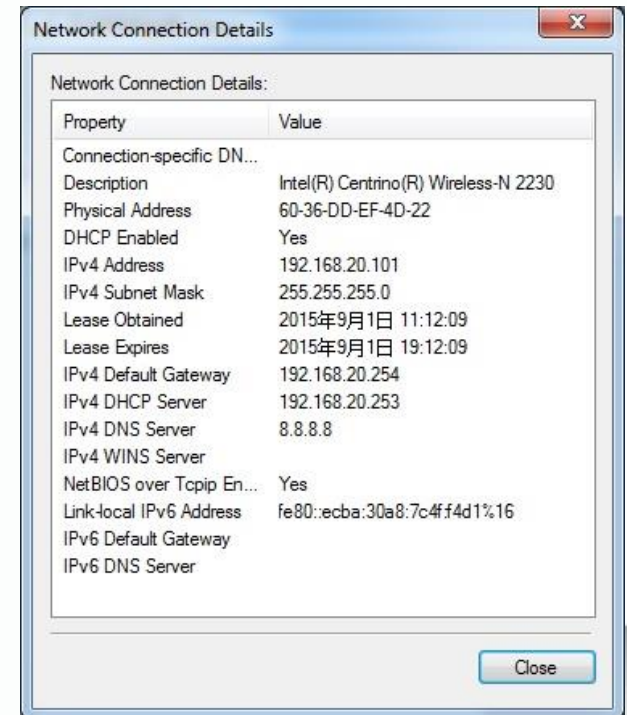 Network Connection Details
Network Connection Details:
Property Value
Connection-specific DN...
Description Intel(R) Centrino(R) Wireless-N 2230
Physical Address 60-36-DD-EF-4D-22
DHCP Enabled Yes
IPv4 Address 192.168.20.101
IPv4 Subnet Mask 255.255.255.0
Lease Obtained 2015年9月1日 11:12:09
Lease Expires 2015年9月1日 19:12:09
IPv4 Default Gateway 192.168.20.254
IPv4 DHCP Server 192.168.20.253
IPv4 DNS Server 8.8.8.8
IPv4 WINS Server
NetBIOS over Tcpip En... Yes
Link-local IPv6 Address fe80::ecba:30a8:7c4f:f4d1%16
IPv6 Default Gateway
IPv6 DNS Server
Close